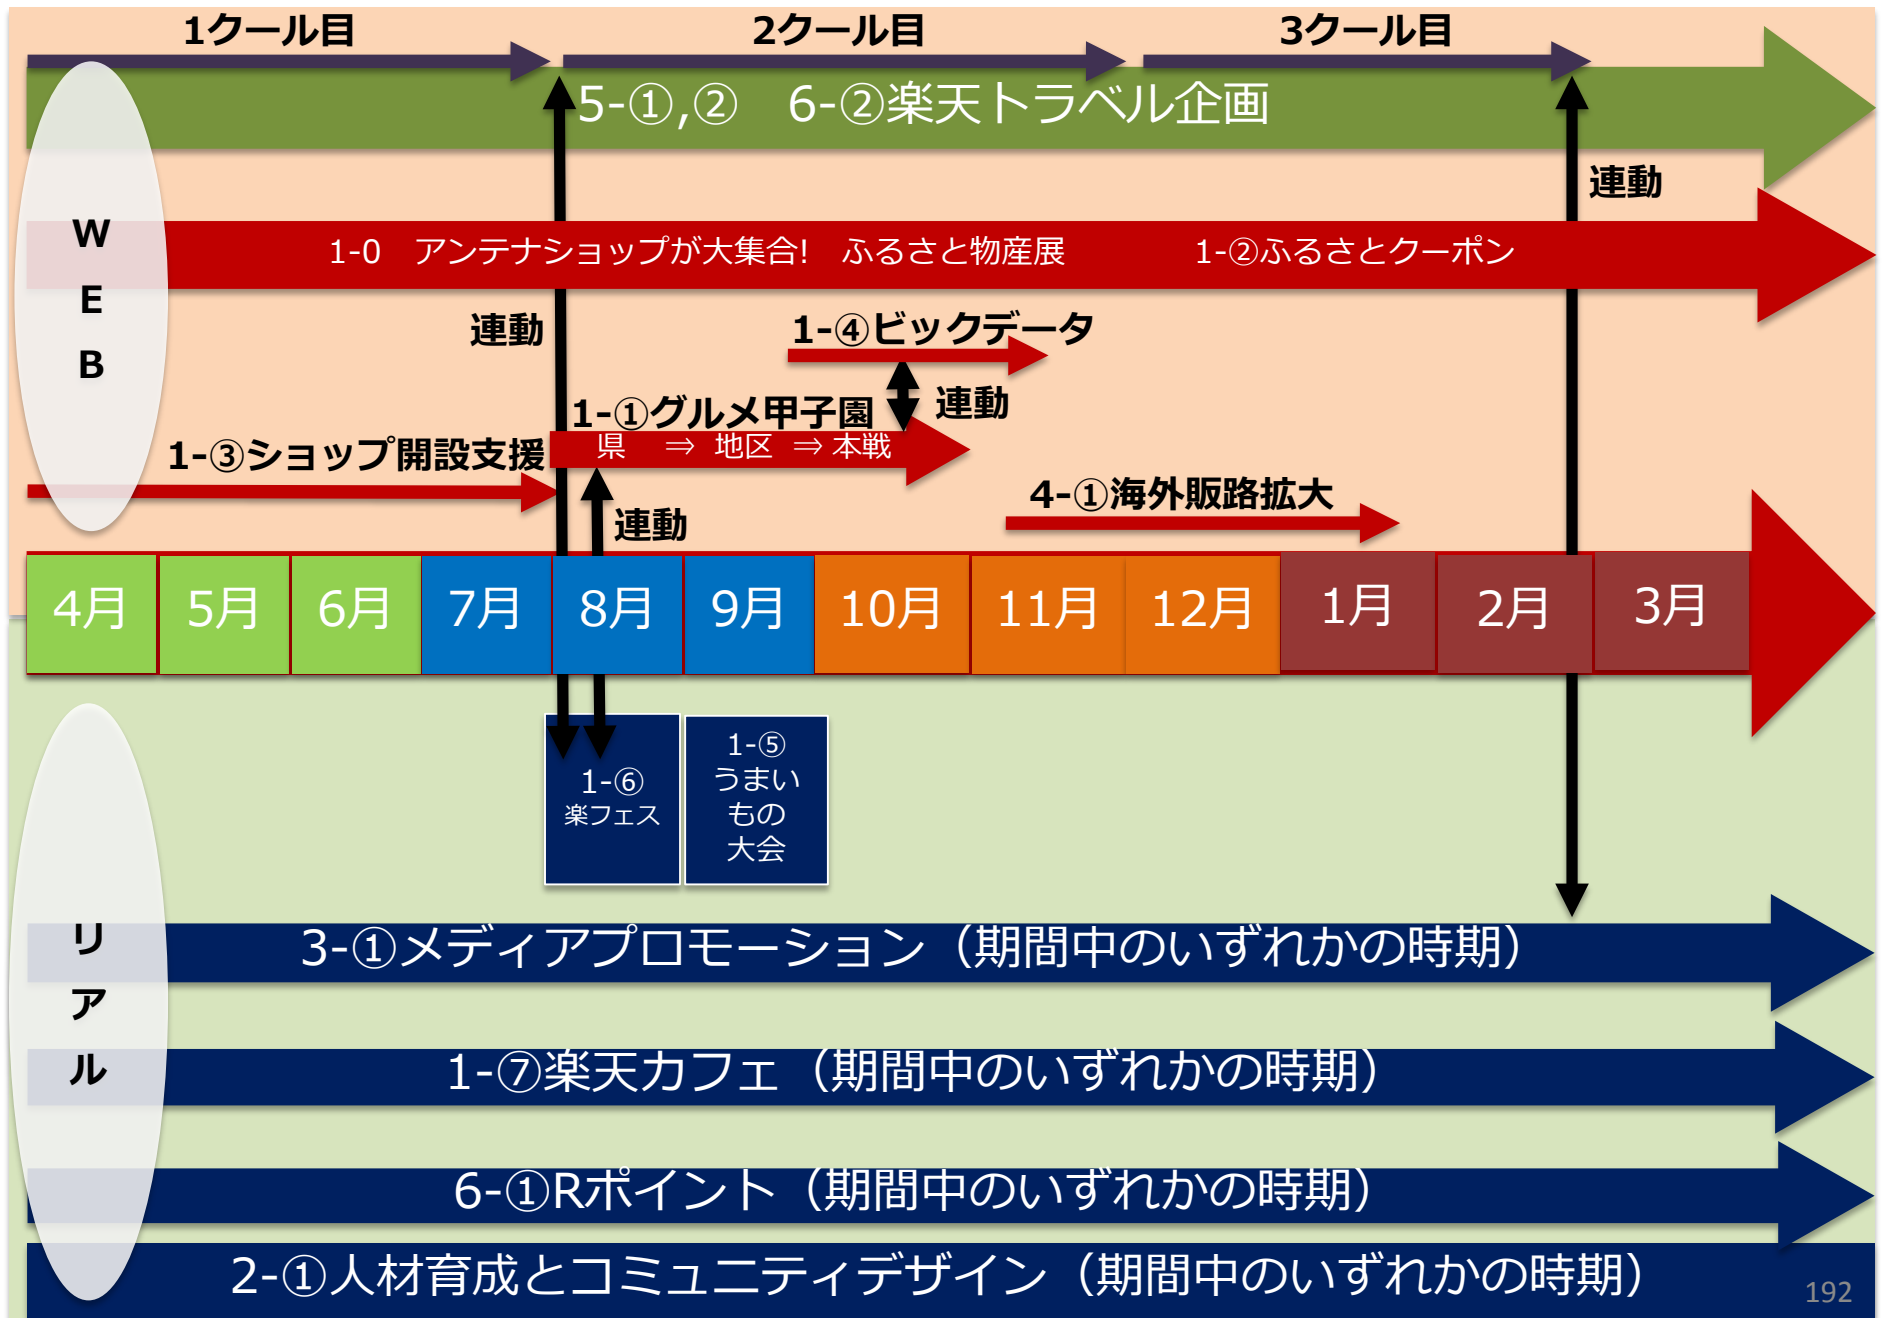 1クール目
2クール目
3クール目
5-①,②　6-②楽天トラベル企画
連動
W
E
B
1-0　アンテナショップが大集合!　ふるさと物産展　1-②ふるさとクーポン
連動
1-④ビックデータ
連動
1-①グルメ甲子園
県　⇒ 地区 ⇒ 本戦
1-③ショップ開設支援
4-①海外販路拡大
連動
4月
5月
6月
7月
8月
9月
10月
11月
12月
1月
2月
3月
1-⑥
楽フェス
1-⑤
うまい
もの
大会
リ
ア
ル
3-①メディアプロモーション（期間中のいずれかの時期）
1-⑦楽天カフェ（期間中のいずれかの時期）
6-①Rポイント（期間中のいずれかの時期）
2-①人材育成とコミュニティデザイン（期間中のいずれかの時期）
192